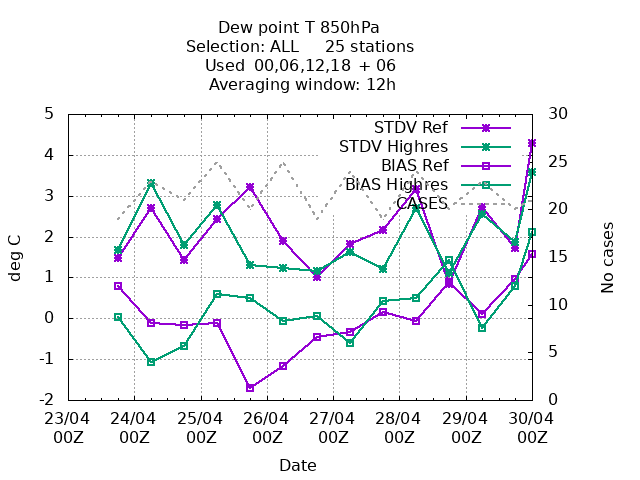 Dew point T 850hPa
Selection: ALL     25 stations
Used  00,06,12,18  + 06
Averaging window: 12h
5
4
3
2
1
0
-1
-2
deg C
30
25
20
15
10
5
0
No cases
STDV Ref
STDV Highres
BIAS Ref
BIAS Highres
CASES
23/04 24/04 25/04 26/04 27/04 28/04 29/04 30/04
00Z 00Z 00Z 00Z 00Z 00Z 00Z 00Z
Date